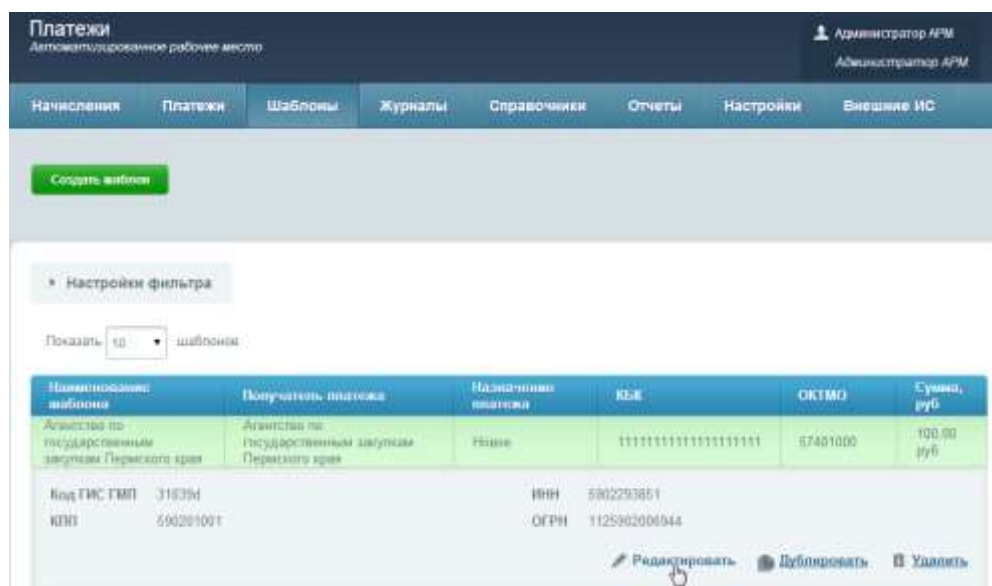 Платежи
Автоматизированное рабочее место
Администратор АРМ
Администратор АРМ
Начисления Платежи Шаблоны Журналы Справочники Отчеты Настройки Внешние ИС
Создать шаблон
Настройки фильтра
Показать 10 шаблонов
Наименование шаблона Получатель платежа Назначение платежа КБК ОКТМО Сумма, руб
Агентство по государственным закупкам Пермского края Агентство по государственным закупкам Пермского края Новое 11111111111111111111 57401000 100.00 руб
Код ГИС ГМП ИНН 5902293851
КПП 590201001 ОГРН 1125902006944
Редактировать Дублировать Удалить